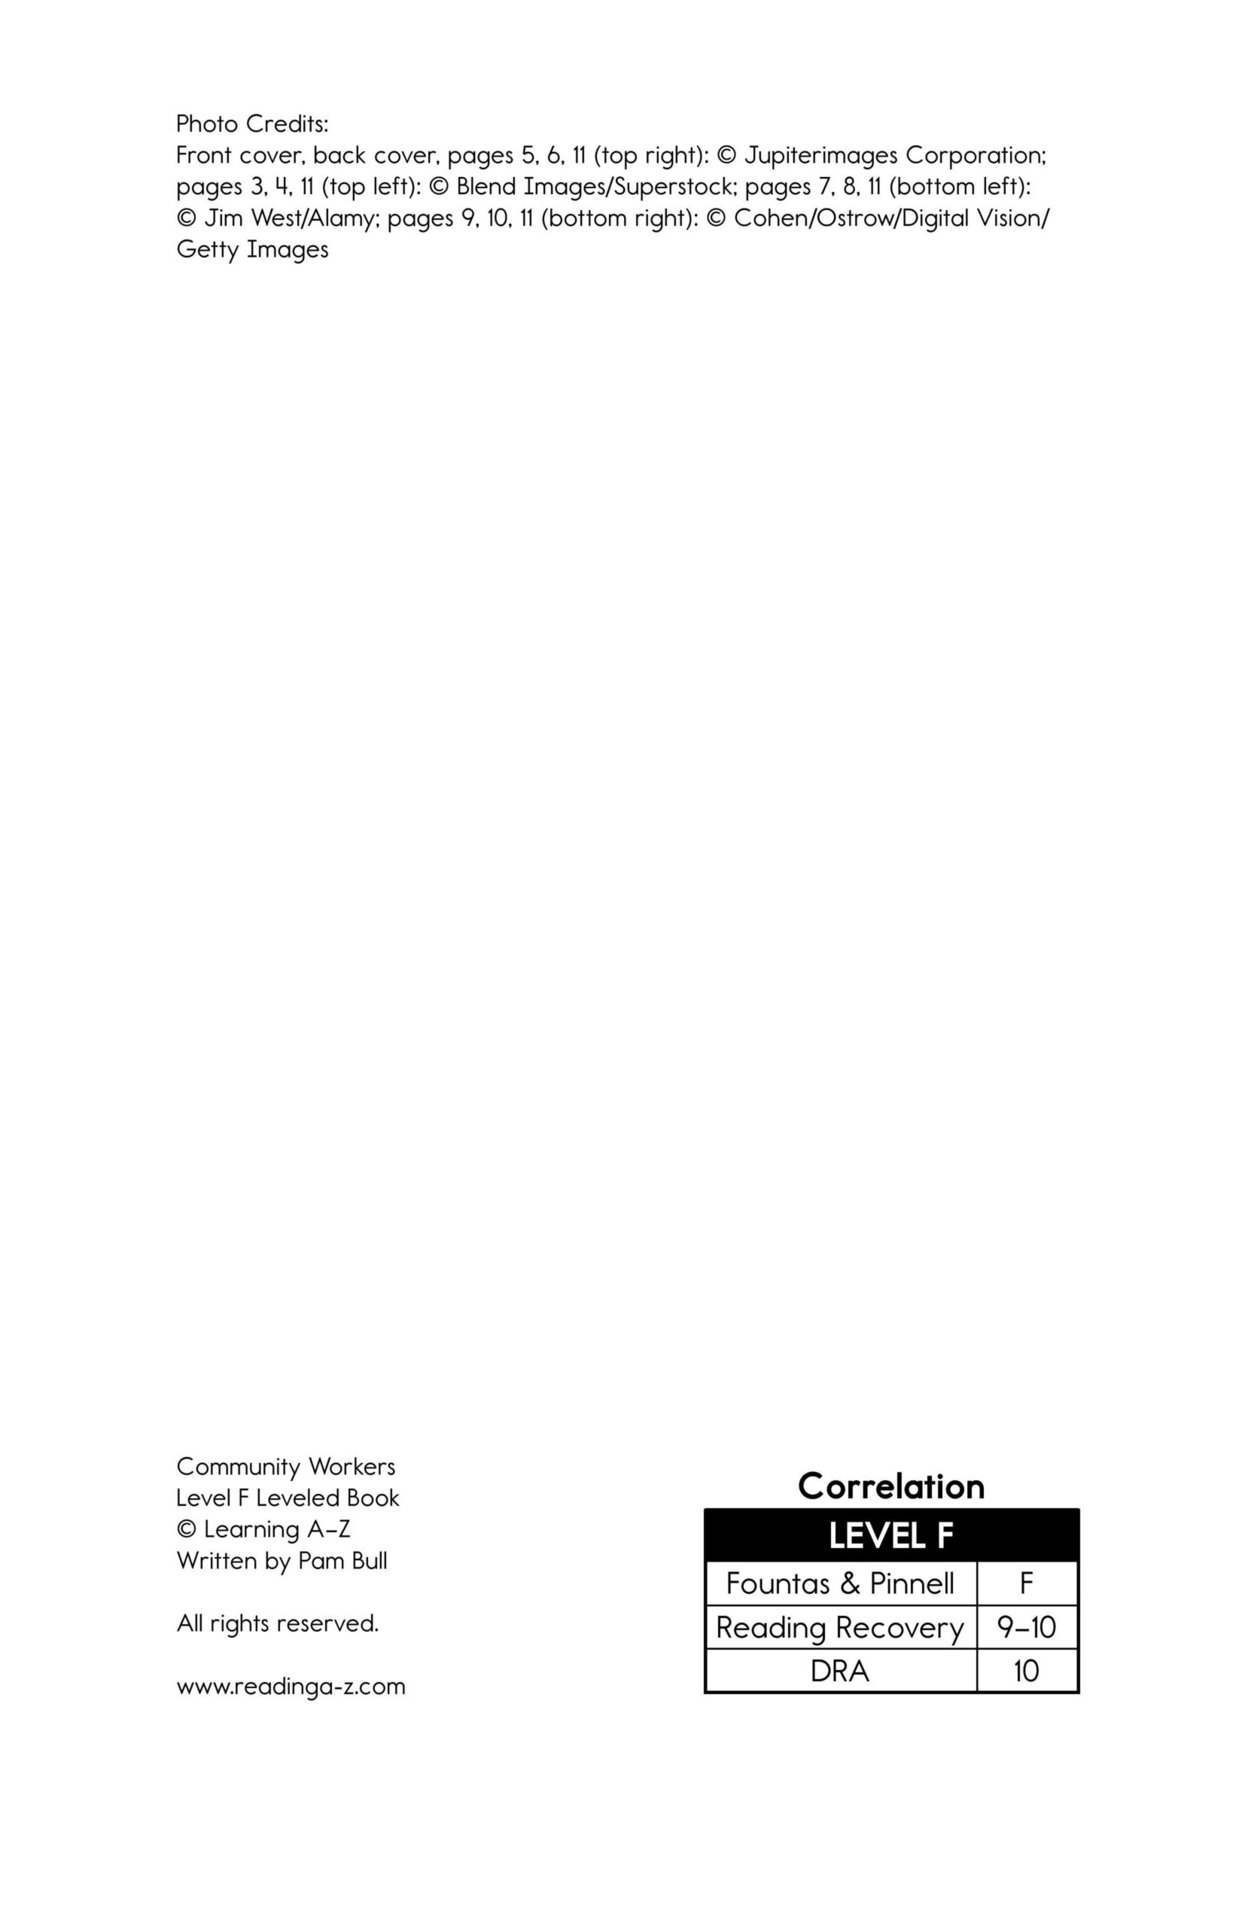 Photo Credits:
Front cover, back cover, pages 5, 6, 11 (top right): © Jupiterimages Corporation;
pages 3, 4, 11 (top left): © Blend Images/Superstock; pages 7, 8, 11 (bottom left):
© Jim West/Alamy; pages 9, 10, 11 (bottom right): © Cohen/Ostrow/Digital Vision/
Getty Images
Community Workers
Level F Leveled Book
© Learning A–Z
Written by Pam Bull
All rights reserved.
www.readinga-z.com
Correlation
LEVEL F
Fountas & Pinnell F
Reading Recovery 9–10
DRA 10